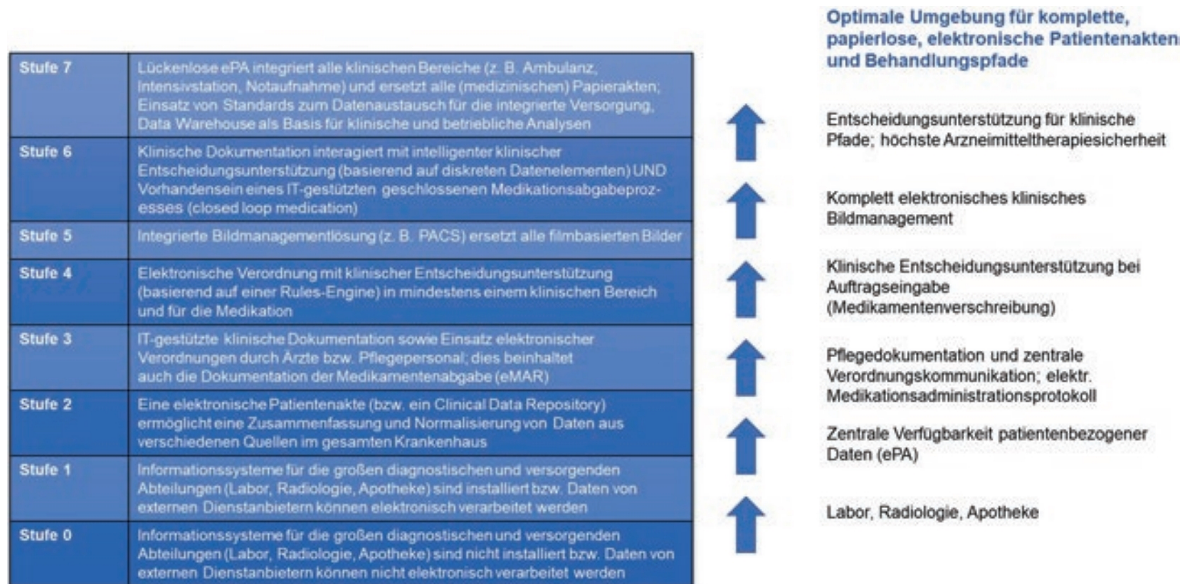 Optimale Umgebung für komplette,
papierlose, elektronische Patientenakten
und Behandlungspfade
Stufe 7
Lückenlose ePA integriert alle klinischen Bereiche (z. B. Ambulanz,
Intensivstation, Notaufnahme) und ersetzt alle (medizinischen) Papierakten;
Einsatz von Standards zum Datenaustausch für die integrierte Versorgung,
Data Warehouse als Basis für klinische und betriebliche Analysen
Entscheidungsunterstützung für klinische
Pfade; höchste Arzneimitteltherapiesicherheit
Stufe 6
Klinische Dokumentation interagiert mit intelligenter klinischer
Entscheidungsunterstützung (basierend auf diskreten Datenelementen) UND
Vorhandensein eines IT-gestützten geschlossenen Medikationsabgabeproz-
esses (closed loop medication)
Komplett elektronisches klinisches
Bildmanagement
Stufe 5
Integrierte Bildmanagementlösung (z. B. PACS) ersetzt alle filmbasierten Bilder
Stufe 4
Elektronische Verordnung mit klinischer Entscheidungsunterstützung
(basierend auf einer Rules-Engine) in mindestens einem klinischen Bereich
und für die Medikation
Klinische Entscheidungsunterstützung bei
Auftragseingabe
(Medikamentenverschreibung)
Stufe 3
IT-gestützte klinische Dokumentation sowie Einsatz elektronischer
Verordnungen durch Ärzte bzw. Pflegepersonal; dies beinhaltet
auch die Dokumentation der Medikamentenabgabe (eMAR)
Pflegedokumentation und zentrale
Verordnungskommunikation; elektr.
Medikationsadministrationsprotokoll
Stufe 2
Eine elektronische Patientenakte (bzw. ein Clinical Data Repository)
ermöglicht eine Zusammenfassung und Normalisierung von Daten aus
verschiedenen Quellen im gesamten Krankenhaus
Zentrale Verfügbarkeit patientenbezogener
Daten (ePA)
Stufe 1
Informationssysteme für die großen diagnostischen und versorgenden
Abteilungen (Labor, Radiologie, Apotheke) sind installiert bzw. Daten von
externen Dienstanbietern können elektronisch verarbeitet werden
Labor, Radiologie, Apotheke
Stufe 0
Informationssysteme für die großen diagnostischen und versorgenden
Abteilungen (Labor, Radiologie, Apotheke) sind nicht installiert bzw. Daten von
externen Dienstanbietern können nicht elektronisch verarbeitet werden